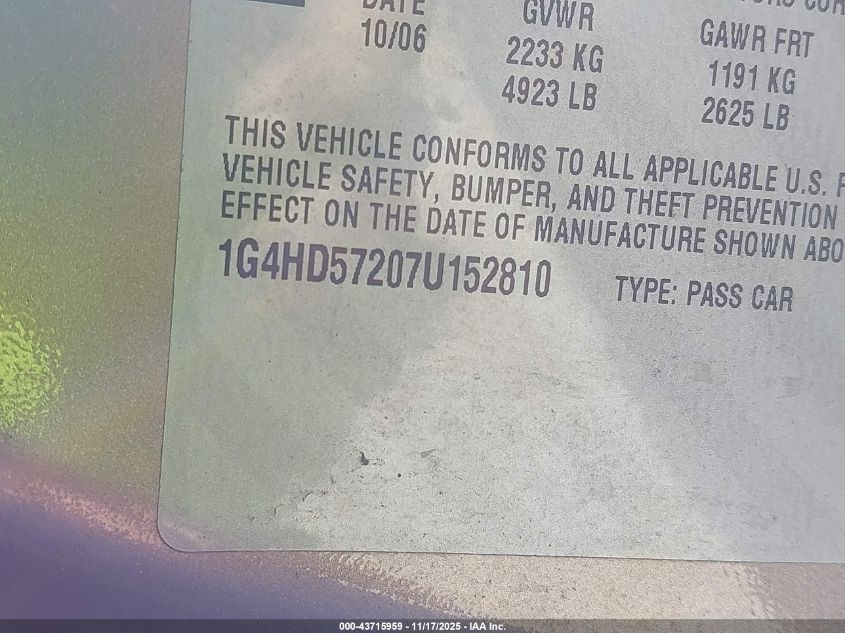 DATE GVWR
10/06 2233 KG GAWR FRT
4923 LB 1191 KG
2625 LB
THIS VEHICLE CONFORMS TO ALL APPLICABLE U.S. F
VEHICLE SAFETY, BUMPER, AND THEFT PREVENTION
EFFECT ON THE DATE OF MANUFACTURE SHOWN ABO
1G4HD57207U152810 TYPE: PASS CAR
000-43715959 - 11/17/2025 - IAA Inc.